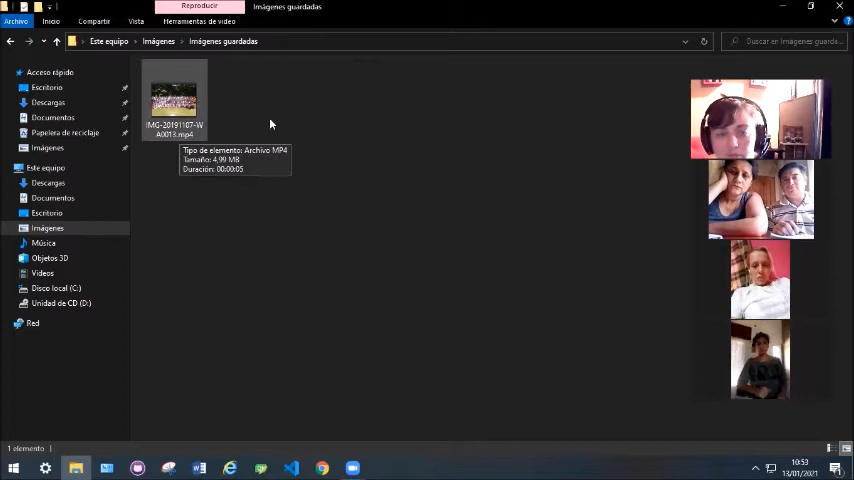 Reproducir
Imágenes guardadas
Archivo
Inicio
Compartir
Vista
Herramientas de vídeo
Este equipo
Imágenes
Imágenes guardadas
Buscar en Imágenes guarda...
Acceso rápido
Escritorio
Descargas
Documentos
Papelera de reciclaje
Imágenes
Este equipo
Descargas
Documentos
Escritorio
Imágenes
Música
Objetos 3D
Videos
Disco local (C:)
Unidad de CD (D:)
Red
IMG-20191107-W
A0013.mp4
Tipo de elemento: Archivo MP4
Tamaño: 4,99 MB
Duración: 00:00:05
1 elemento
10:53
13/01/2021